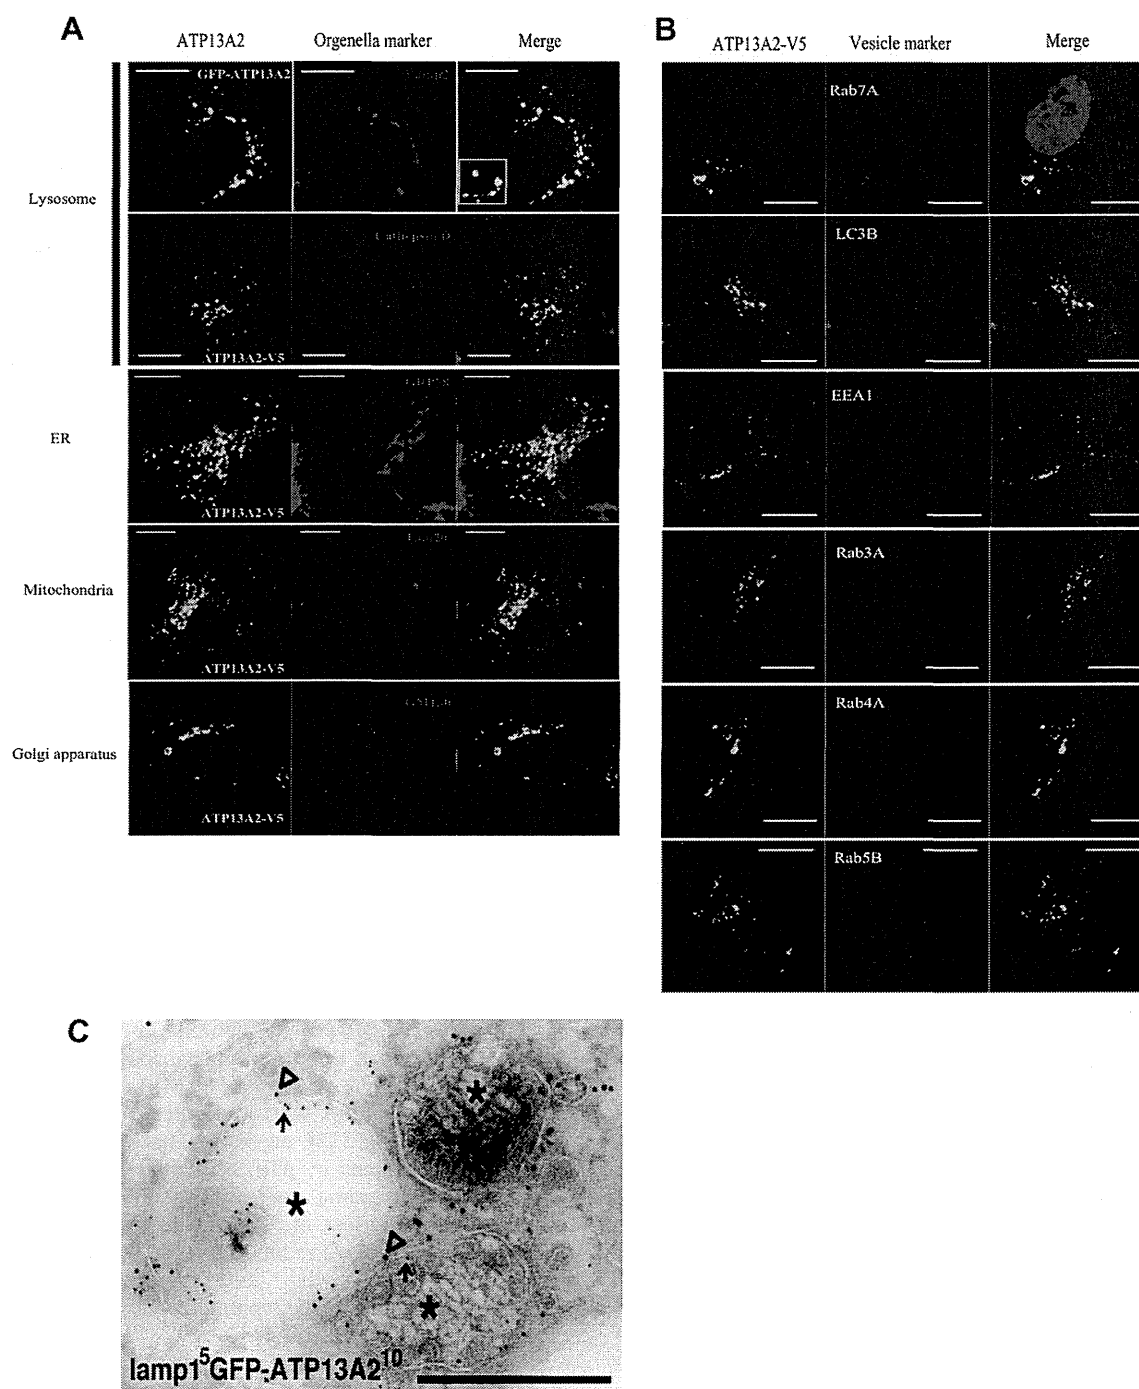 A
ATP13A2 Orgenella marker Merge
Lysosome
GFP-ATP13A2
ATP13A2-V5
ER
ATP13A2-V5
Mitochondria
ATP13A2-V5
Golgi apparatus
ATP13A2-V5
B
ATP13A2-V5 Vesicle marker Merge
Rab7A
LC3B
EEA1
Rab3A
Rab4A
Rab5B
C
lamp1⁵GFP-ATP13A2¹⁰